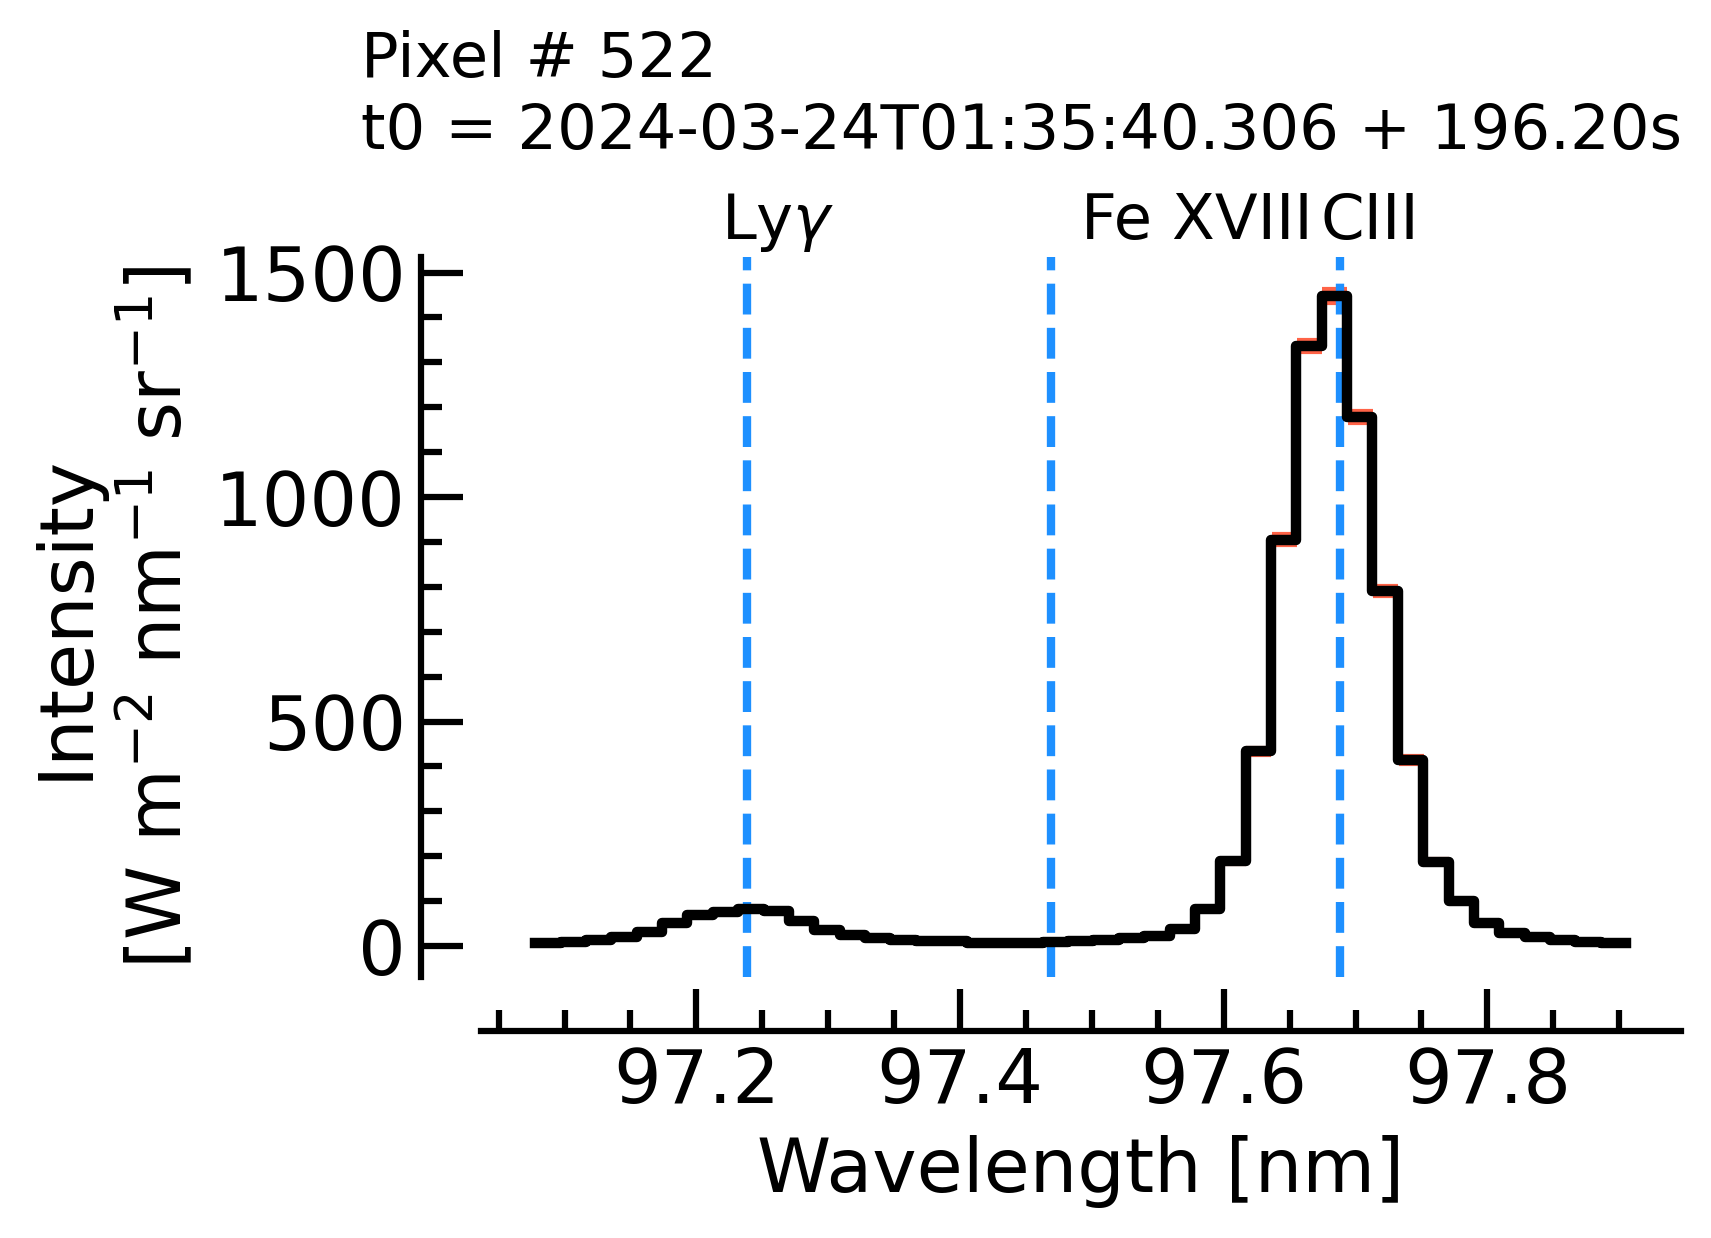 Pixel # 522
t0 = 2024-03-24T01:35:40.306 + 196.20s
Lyγ Fe XVIII CIII
1500
1000
500
0
Intensity
[W m⁻² nm⁻¹ sr⁻¹]
97.2 97.4 97.6 97.8
Wavelength [nm]